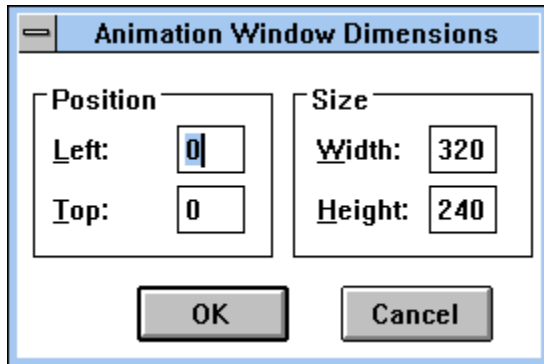 Animation Window Dimensions
Position
Left: 0
Top: 0
Size
Width: 320
Height: 240
OK
Cancel